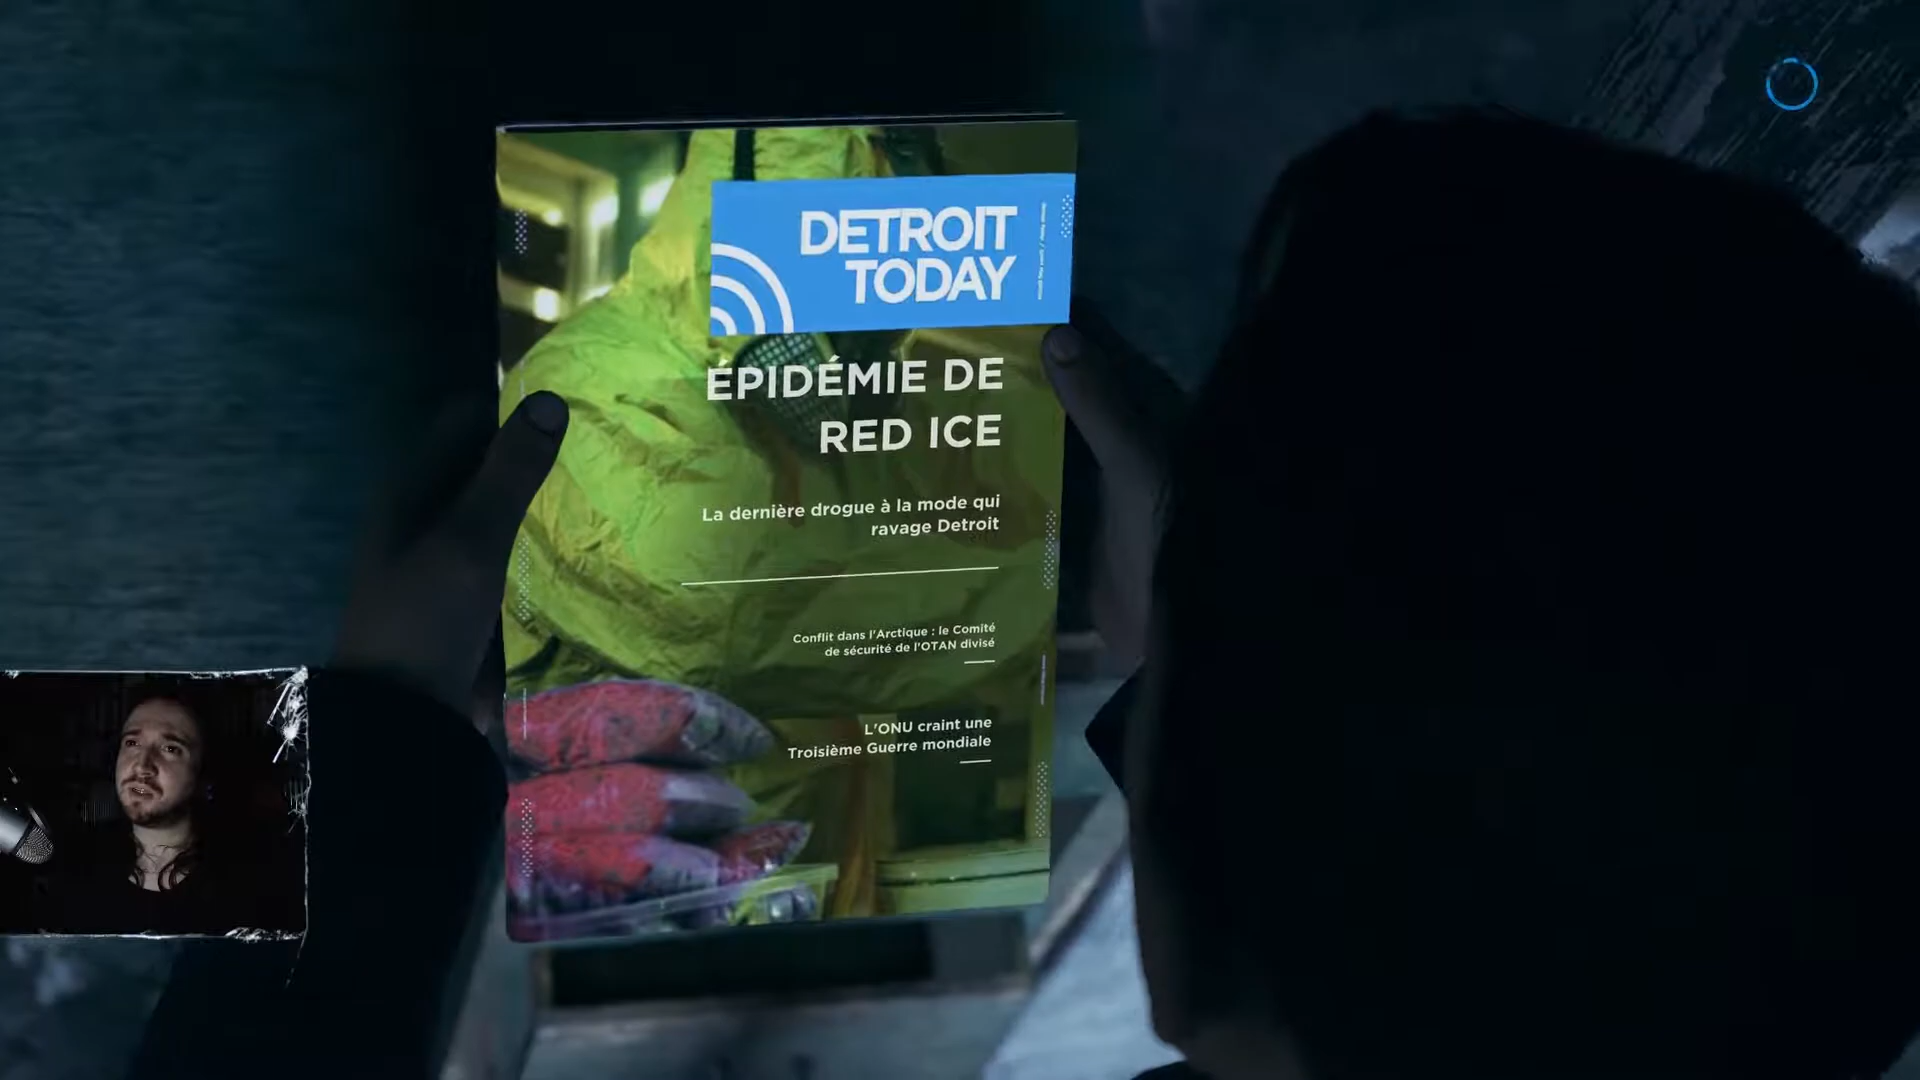 DETROIT
TODAY
ÉPIDÉMIE DE
RED ICE
La dernière drogue à la mode qui
ravage Detroit
Conflit dans l'Arctique : le Comité
de sécurité de l'OTAN divisé
L'ONU craint une
Troisième Guerre mondiale